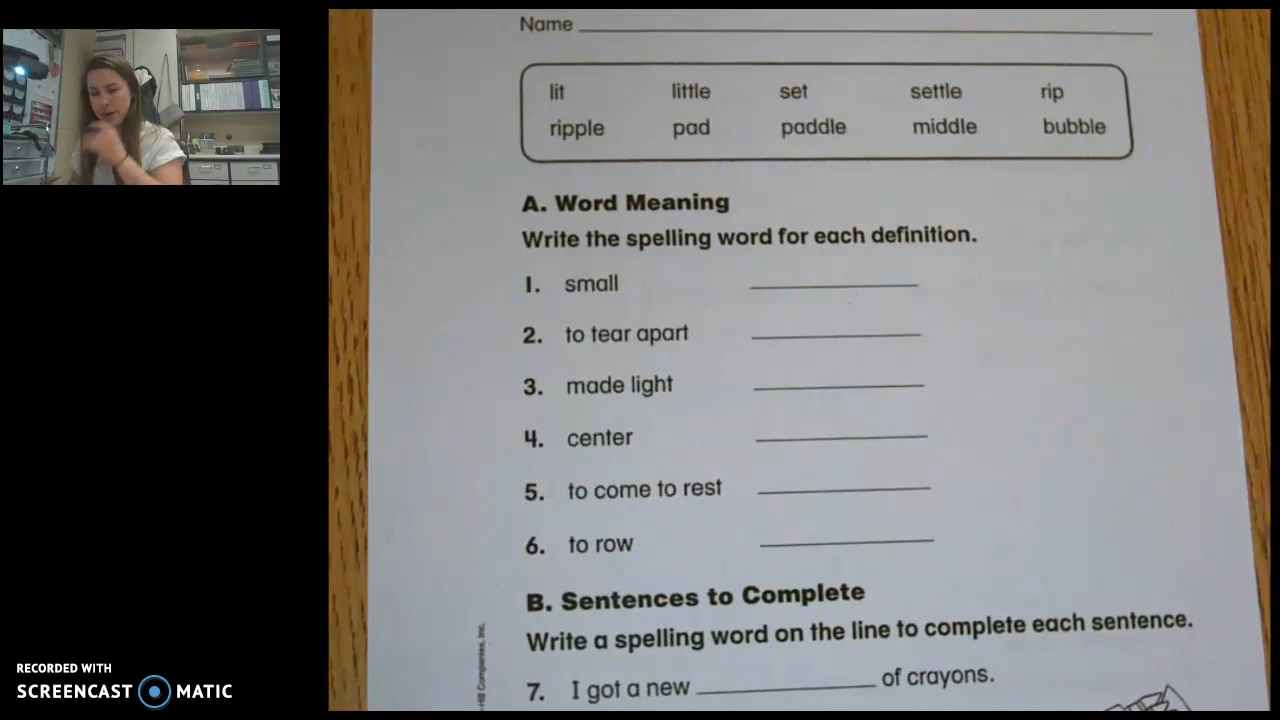 Name
lit little set settle rip
ripple pad paddle middle bubble
A. Word Meaning
Write the spelling word for each definition.
1. small
2. to tear apart
3. made light
4. center
5. to come to rest
6. to row
B. Sentences to Complete
Write a spelling word on the line to complete each sentence.
7. I got a new of crayons.
Companies, Inc.
RECORDED WITH
SCREENCAST MATIC